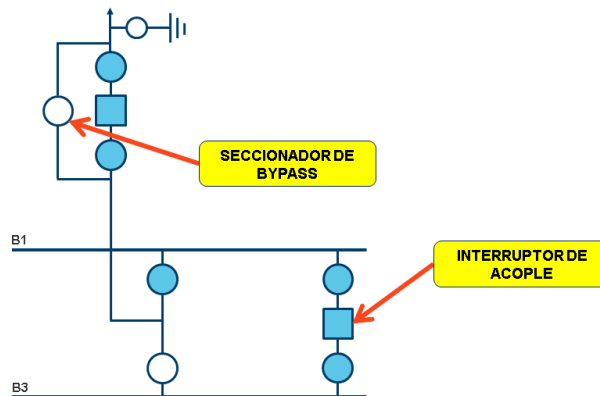 SECCIONADOR DE
BYPASS
B1
INTERRUPTOR DE
ACOPLE
B3